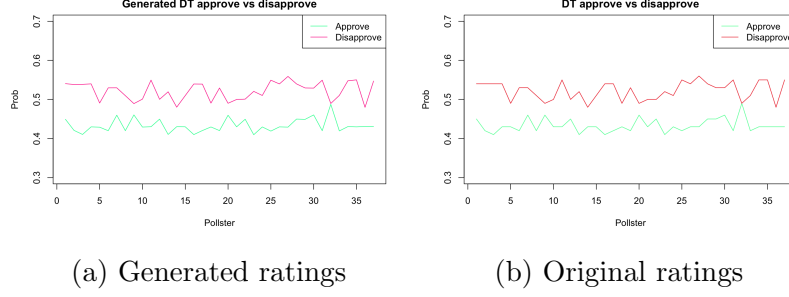 Generated DT approve vs disapprove
Approve
Disapprove
0.7
0.6
0.5
0.4
0.3
Prob
0 5 10 15 20 25 30 35
Pollster
(a) Generated ratings
DT approve vs disapprove
Approve
Disapprove
0.7
0.6
0.5
0.4
0.3
Prob
0 5 10 15 20 25 30 35
Pollster
(b) Original ratings